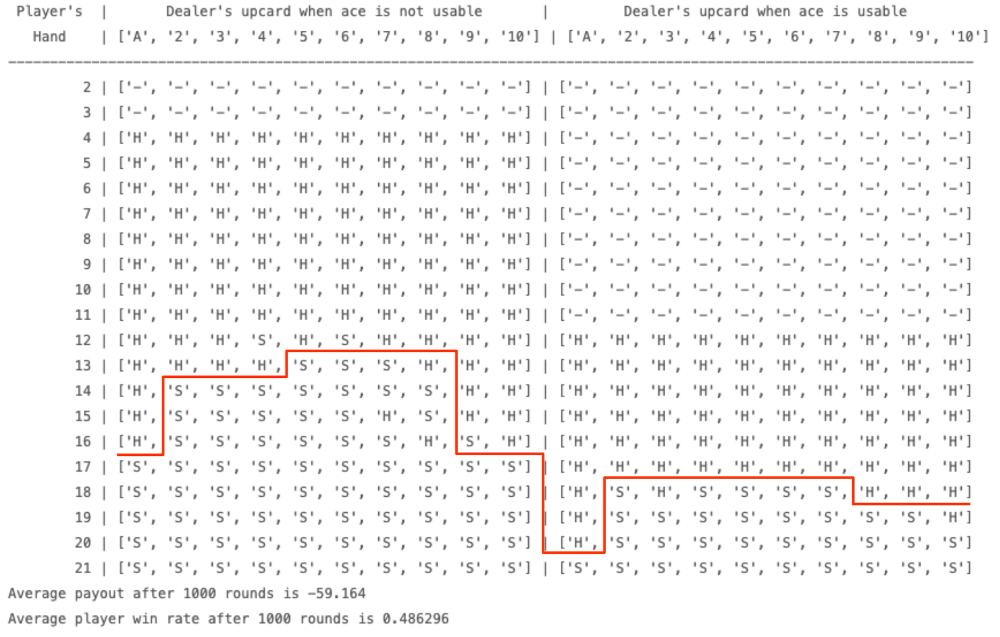 Player's | Dealer's upcard when ace is not usable | Dealer's upcard when ace is usable
Hand | ['A', '2', '3', '4', '5', '6', '7', '8', '9', '10'] | ['A', '2', '3', '4', '5', '6', '7', '8', '9', '10']
2 | ['-', '-', '-', '-', '-', '-', '-', '-', '-', '-'] | ['-', '-', '-', '-', '-', '-', '-', '-', '-', '-']
3 | ['-', '-', '-', '-', '-', '-', '-', '-', '-', '-'] | ['-', '-', '-', '-', '-', '-', '-', '-', '-', '-']
4 | ['H', 'H', 'H', 'H', 'H', 'H', 'H', 'H', 'H', 'H'] | ['-', '-', '-', '-', '-', '-', '-', '-', '-', '-']
5 | ['H', 'H', 'H', 'H', 'H', 'H', 'H', 'H', 'H', 'H'] | ['-', '-', '-', '-', '-', '-', '-', '-', '-', '-']
6 | ['H', 'H', 'H', 'H', 'H', 'H', 'H', 'H', 'H', 'H'] | ['-', '-', '-', '-', '-', '-', '-', '-', '-', '-']
7 | ['H', 'H', 'H', 'H', 'H', 'H', 'H', 'H', 'H', 'H'] | ['-', '-', '-', '-', '-', '-', '-', '-', '-', '-']
8 | ['H', 'H', 'H', 'H', 'H', 'H', 'H', 'H', 'H', 'H'] | ['-', '-', '-', '-', '-', '-', '-', '-', '-', '-']
9 | ['H', 'H', 'H', 'H', 'H', 'H', 'H', 'H', 'H', 'H'] | ['-', '-', '-', '-', '-', '-', '-', '-', '-', '-']
10 | ['H', 'H', 'H', 'H', 'H', 'H', 'H', 'H', 'H', 'H'] | ['-', '-', '-', '-', '-', '-', '-', '-', '-', '-']
11 | ['H', 'H', 'H', 'H', 'H', 'H', 'H', 'H', 'H', 'H'] | ['-', '-', '-', '-', '-', '-', '-', '-', '-', '-']
12 | ['H', 'H', 'H', 'S', 'H', 'S', 'H', 'H', 'H', 'H'] | ['H', 'H', 'H', 'H', 'H', 'H', 'H', 'H', 'H', 'H']
13 | ['H', 'H', 'H', 'H', 'S', 'S', 'S', 'H', 'H', 'H'] | ['H', 'H', 'H', 'H', 'H', 'H', 'H', 'H', 'H', 'H']
14 | ['H', 'S', 'S', 'S', 'S', 'S', 'S', 'S', 'H', 'H'] | ['H', 'H', 'H', 'H', 'H', 'H', 'H', 'H', 'H', 'H']
15 | ['H', 'S', 'S', 'S', 'S', 'S', 'H', 'S', 'H', 'H'] | ['H', 'H', 'H', 'H', 'H', 'H', 'H', 'H', 'H', 'H']
16 | ['H', 'S', 'S', 'S', 'S', 'S', 'S', 'H', 'S', 'H'] | ['H', 'H', 'H', 'H', 'H', 'H', 'H', 'H', 'H', 'H']
17 | ['S', 'S', 'S', 'S', 'S', 'S', 'S', 'S', 'S', 'S'] | ['H', 'H', 'H', 'H', 'H', 'H', 'H', 'H', 'H', 'H']
18 | ['S', 'S', 'S', 'S', 'S', 'S', 'S', 'S', 'S', 'S'] | ['H', 'S', 'H', 'S', 'S', 'S', 'S', 'H', 'H', 'H']
19 | ['S', 'S', 'S', 'S', 'S', 'S', 'S', 'S', 'S', 'S'] | ['H', 'S', 'S', 'S', 'S', 'S', 'S', 'S', 'S', 'H']
20 | ['S', 'S', 'S', 'S', 'S', 'S', 'S', 'S', 'S', 'S'] | ['H', 'S', 'S', 'S', 'S', 'S', 'S', 'S', 'S', 'S']
21 | ['S', 'S', 'S', 'S', 'S', 'S', 'S', 'S', 'S', 'S'] | ['S', 'S', 'S', 'S', 'S', 'S', 'S', 'S', 'S', 'S']
Average payout after 1000 rounds is -59.164
Average player win rate after 1000 rounds is 0.486296